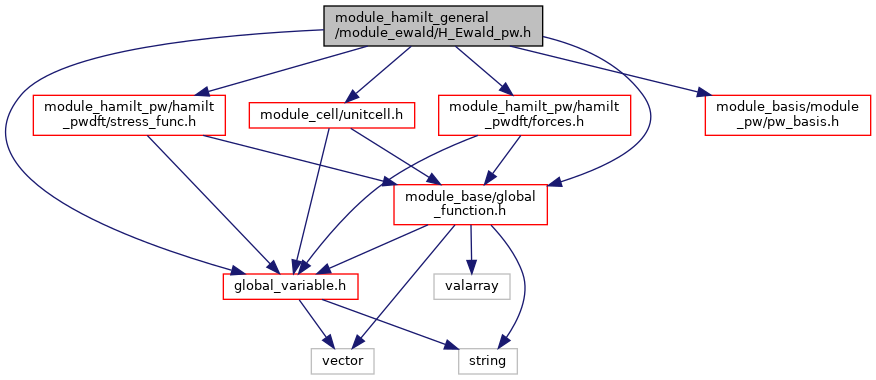 module_hamilt_general
/module_ewald/H_Ewald_pw.h
module_hamilt_pw/hamilt
_pwdft/stress_func.h
module_cell/unitcell.h
module_hamilt_pw/hamilt
_pwdft/forces.h
module_basis/module
_pw/pw_basis.h
module_base/global
_function.h
global_variable.h
valarray
vector
string